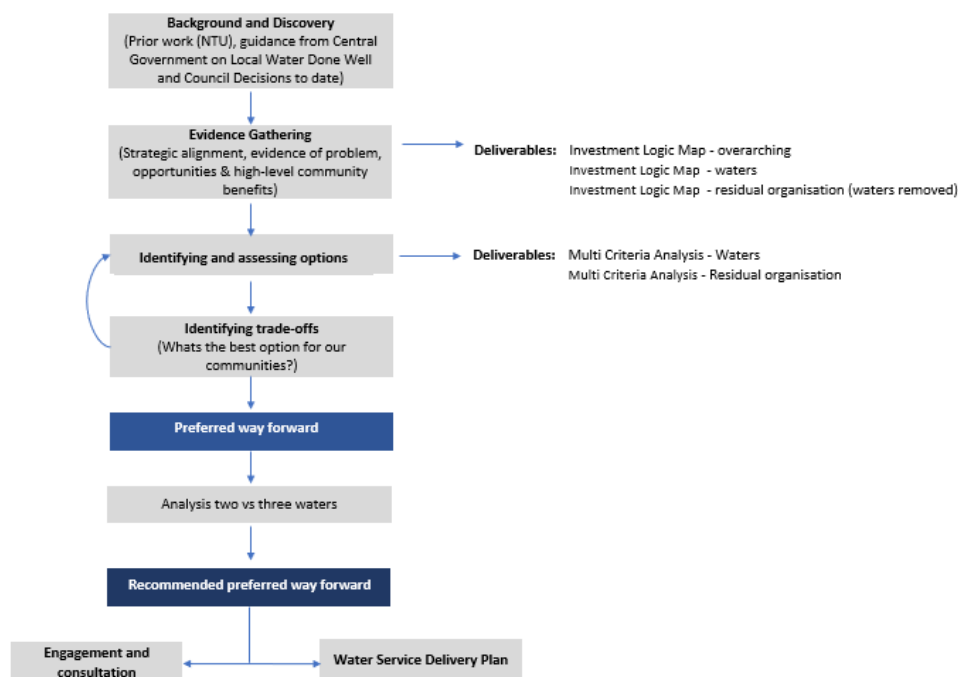 Background and Discovery
(Prior work (NTU), guidance from Central
Government on Local Water Done Well
and Council Decisions to date)
Evidence Gathering
(Strategic alignment, evidence of problem,
opportunities & high-level community
benefits)
Deliverables: Investment Logic Map - overarching
Investment Logic Map - waters
Investment Logic Map - residual organisation (waters removed)
Identifying and assessing options
Deliverables: Multi Criteria Analysis - Waters
Multi Criteria Analysis - Residual organisation
Identifying trade-offs
(Whats the best option for our
communities?)
Preferred way forward
Analysis two vs three waters
Recommended preferred way forward
Engagement and
consultation
Water Service Delivery Plan